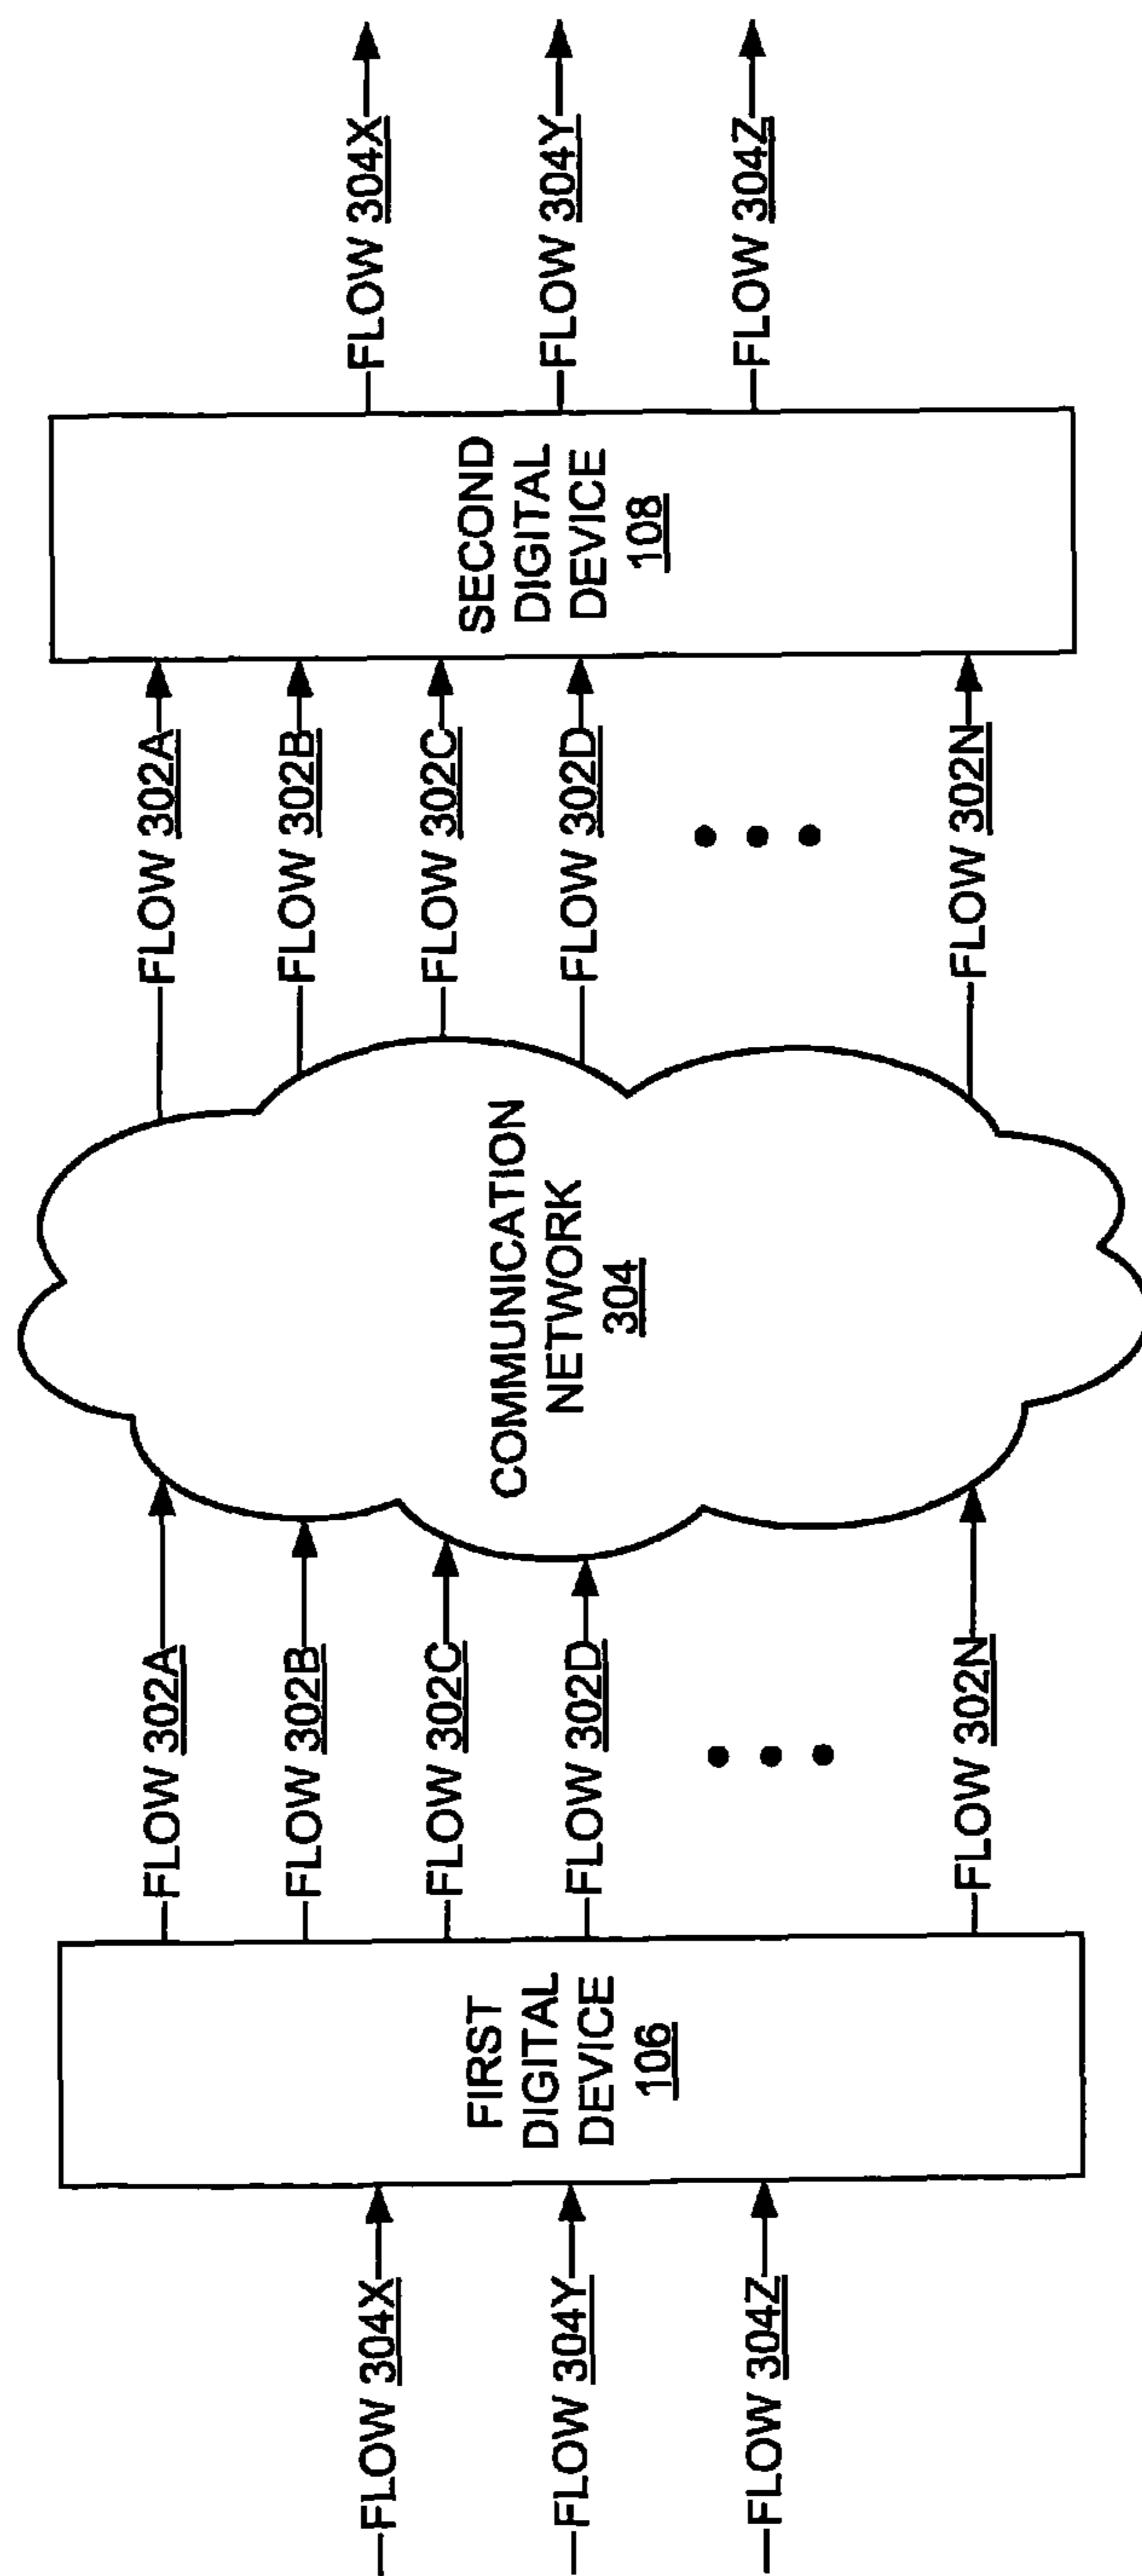 FLOW 304X
FLOW 304Y
FLOW 304Z
FIRST
DIGITAL
DEVICE
106
FLOW 302A
FLOW 302B
FLOW 302C
FLOW 302D
FLOW 302N
COMMUNICATION
NETWORK
304
FLOW 302A
FLOW 302B
FLOW 302C
FLOW 302D
FLOW 302N
SECOND
DIGITAL
DEVICE
108
FLOW 304X
FLOW 304Y
FLOW 304Z